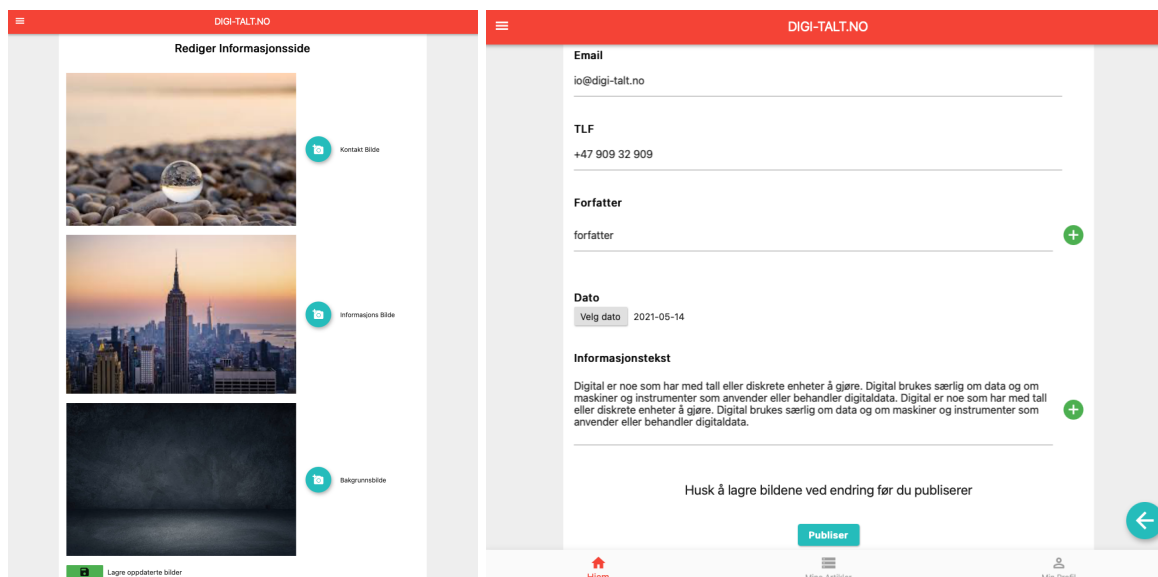 DIGI-TALT.NO
Rediger Informasjonsside
Kontakt Bilde
Informasjons Bilde
Bakgrunnsbilde
Lagre oppdaterte bilder
DIGI-TALT.NO
Email
io@digi-talt.no
TLF
+47 909 32 909
Forfatter
forfatter
Dato
Velg dato 2021-05-14
Informasjonstekst
Digital er noe som har med tall eller diskrete enheter å gjøre. Digital brukes særlig om data og om
maskiner og instrumenter som anvender eller behandler digitaldata. Digital er noe som har med tall
eller diskrete enheter å gjøre. Digital brukes særlig om data og om maskiner og instrumenter som
anvender eller behandler digitaldata.
Husk å lagre bildene ved endring før du publiserer
Publiser
Hjem Mine Artikler Min Profil